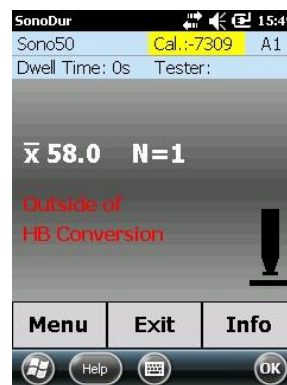 SonoDur 15:4
Sono50 Cal.:-7309 A1
Dwell Time: 0s Tester:
x̅ 58.0 N=1
Outside of
HB Conversion
Menu Exit Info
Help OK